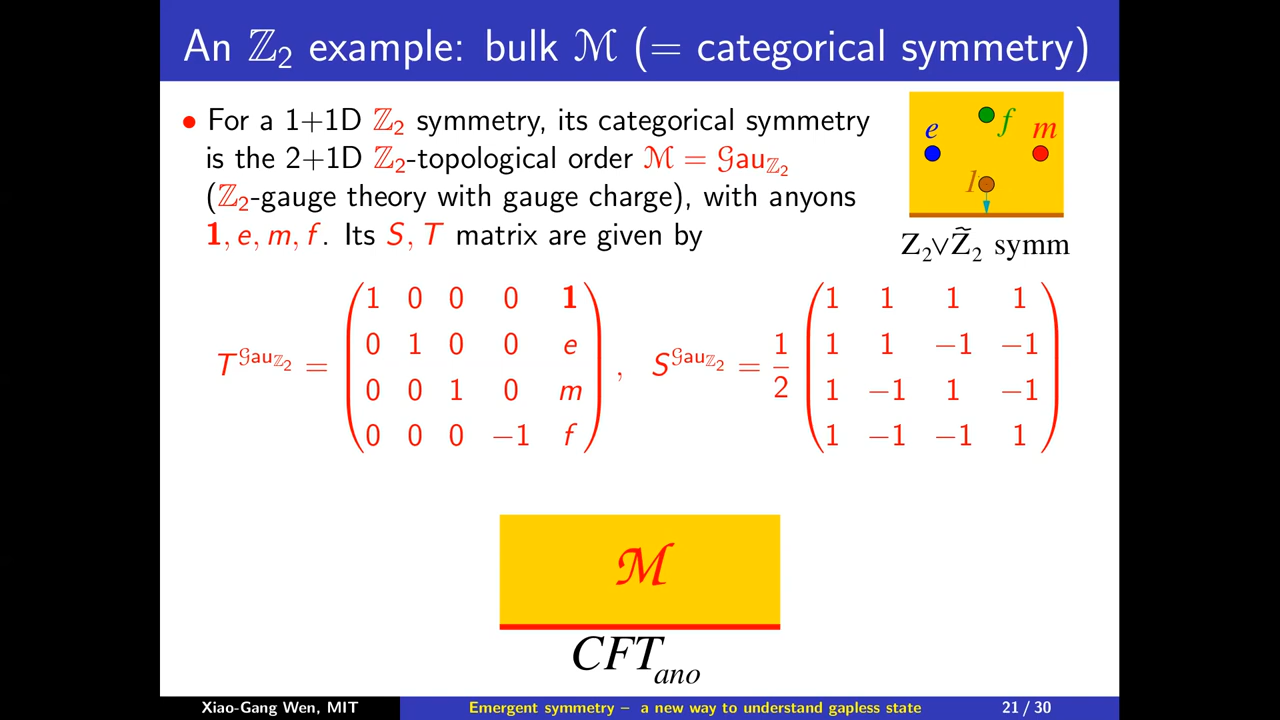 An ℤ₂ example: bulk ℳ (= categorical symmetry)
• For a 1+1D ℤ₂ symmetry, its categorical symmetry
is the 2+1D ℤ₂-topological order ℳ = 𝒢au_ℤ₂
(ℤ₂-gauge theory with gauge charge), with anyons
1, e, m, f. Its S, T matrix are given by
f
e m
1
Z₂∨Z̃₂ symm
T^𝒢au_ℤ₂ = ( 1 0 0 0 1
0 1 0 0 e
0 0 1 0 m
0 0 0 −1 f ) ,
S^𝒢au_ℤ₂ = 1/2 ( 1 1 1 1
1 1 −1 −1
1 −1 1 −1
1 −1 −1 1 )
ℳ
CFT_ano
Xiao-Gang Wen, MIT
Emergent symmetry – a new way to understand gapless state
21 / 30